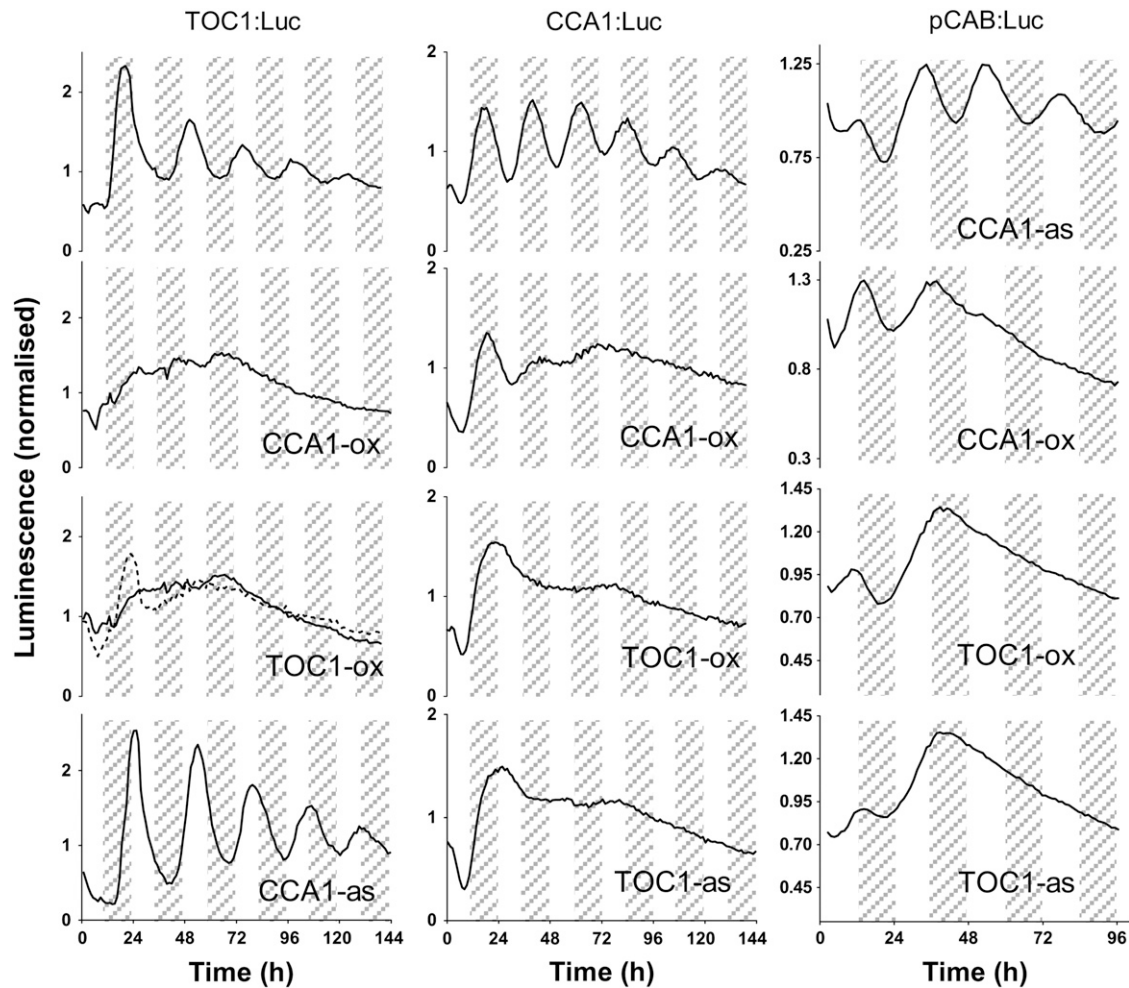 TOC1:Luc CCA1:Luc pCAB:Luc
Luminescence (normalised)
2
1
0
2
1
0
1.25
0.75
0.25
CCA1-as
2
1
0
CCA1-ox
2
1
0
CCA1-ox
1.3
0.8
0.3
CCA1-ox
2
1
0
TOC1-ox
2
1
0
TOC1-ox
1.45
1.30
0.95
0.70
0.45
TOC1-ox
2
1
0
CCA1-as
2
1
0
TOC1-as
1.45
1.30
0.95
0.70
0.45
TOC1-as
0 24 48 72 96 120 144
0 24 48 72 96 120 144
0 24 48 72 96
Time (h) Time (h) Time (h)